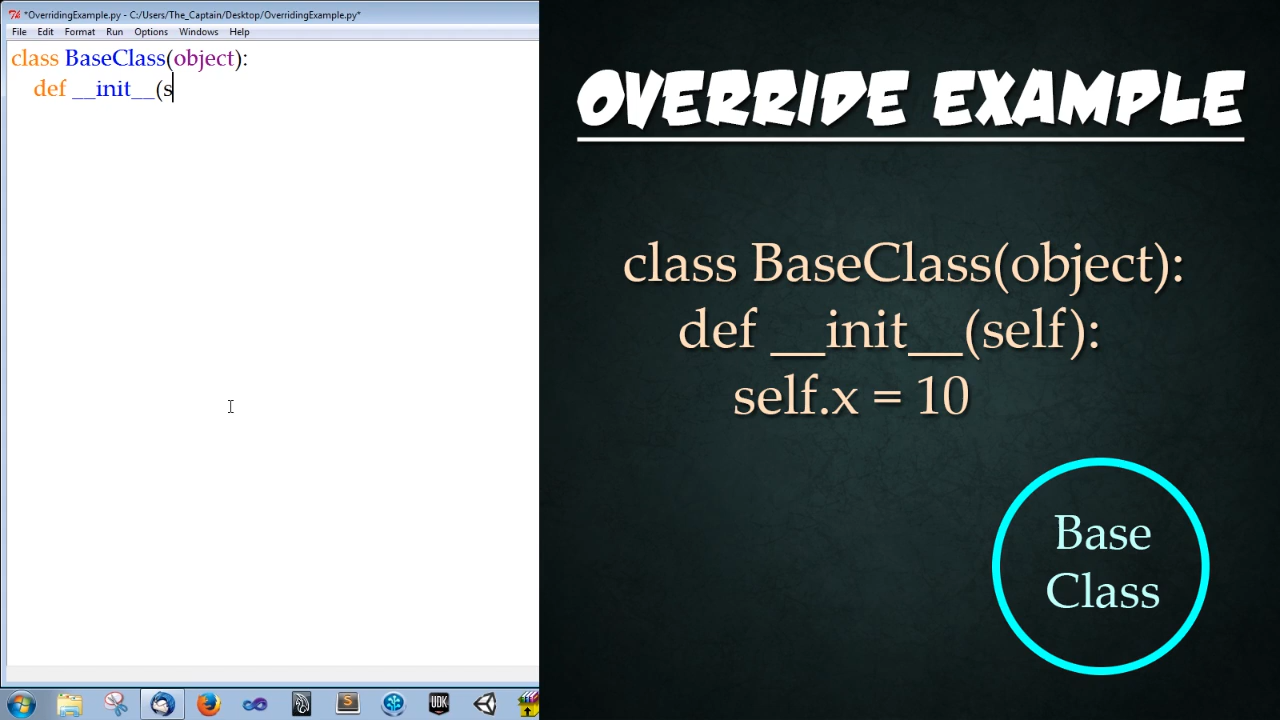 *OverridingExample.py - C:/Users/The_Captain/Desktop/OverridingExample.py*
File Edit Format Run Options Windows Help
class BaseClass(object):
def __init__(s
OVERRIDE EXAMPLE
class BaseClass(object):
def __init__(self):
self.x = 10
Base
Class
UDK